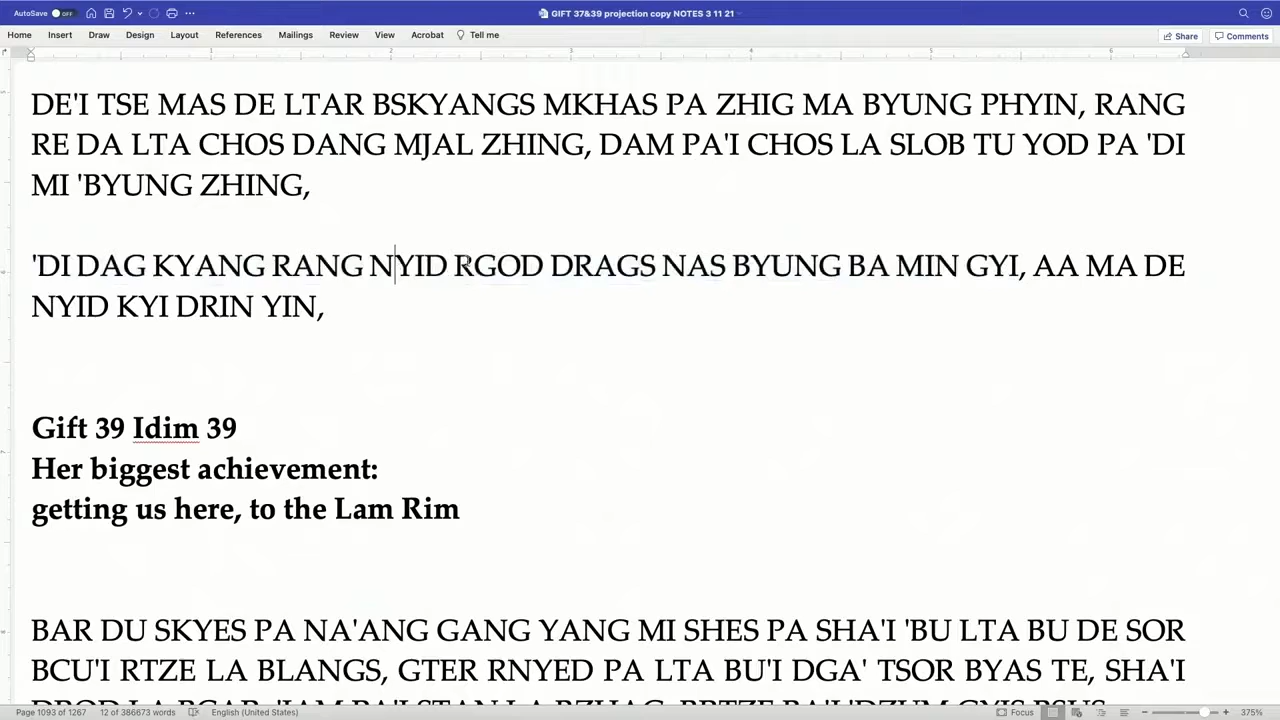 AutoSave OFF
GIFT 37&39 projection copy NOTES 3 11 21
Home Insert Draw Design Layout References Mailings Review View Acrobat Tell me Share Comments
1 2 3 4 5 6
DE'I TSE MAS DE LTAR BSKYANGS MKHAS PA ZHIG MA BYUNG PHYIN, RANG
RE DA LTA CHOS DANG MJAL ZHING, DAM PA'I CHOS LA SLOB TU YOD PA 'DI
MI 'BYUNG ZHING,
'DI DAG KYANG RANG NYID RGOD DRAGS NAS BYUNG BA MIN GYI, AA MA DE
NYID KYI DRIN YIN,
Gift 39 Idim 39
Her biggest achievement:
getting us here, to the Lam Rim
BAR DU SKYES PA NA'ANG GANG YANG MI SHES PA SHA'I 'BU LTA BU DE SOR
BCU'I RTZE LA BLANGS, GTER RNYED PA LTA BU'I DGA' TSOR BYAS TE, SHA'I
Page 1093 of 1267 12 of 386673 words English (United States) Focus 375%